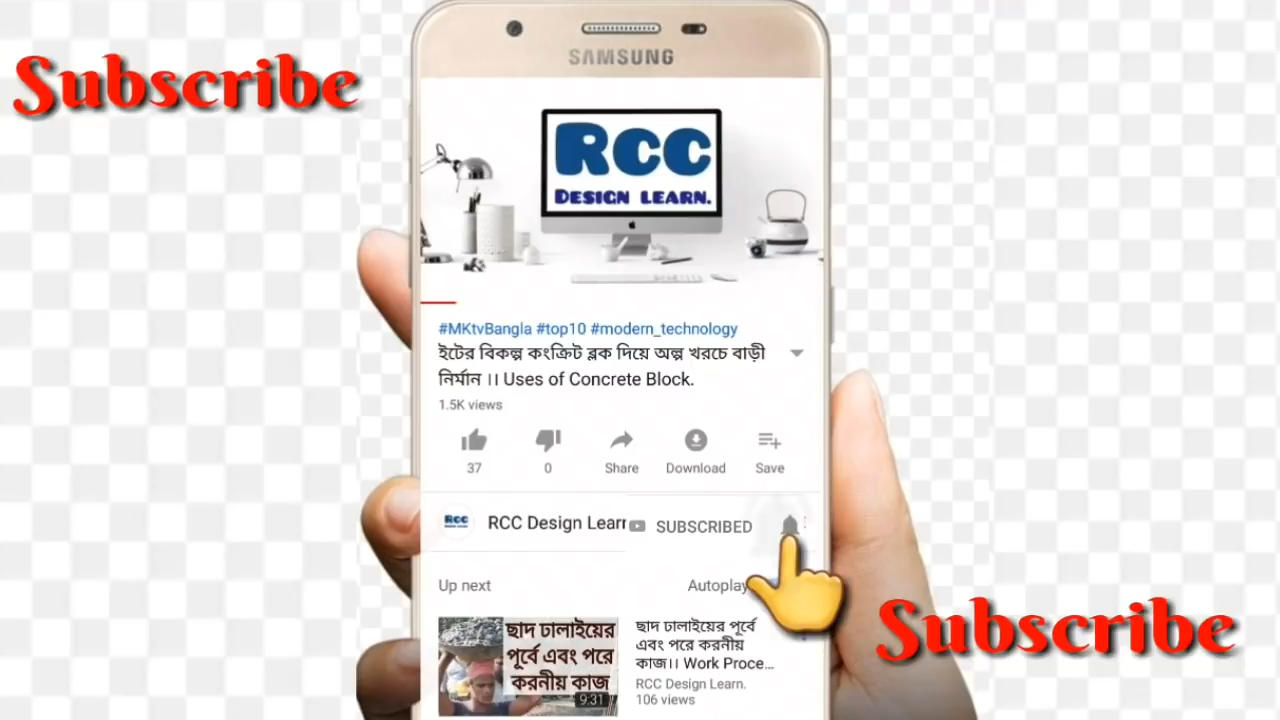 Subscribe
SAMSUNG
RCC
DESIGN LEARN.
#MKtvBangla #top10 #modern_technology
ইটের বিকল্প কংক্রিট ব্লক দিয়ে অল্প খরচে বাড়ী
নির্মান ।। Uses of Concrete Block.
1.5K views
37 0 Share Download Save
RCC RCC Design Learn SUBSCRIBED
Up next Autoplay
ছাদ ঢালাইয়ের
পূর্বে এবং পরে
করনীয় কাজ
9:31
ছাদ ঢালাইয়ের পূর্বে
এবং পরে করনীয়
কাজ।। Work Proce...
RCC Design Learn.
106 views
Subscribe